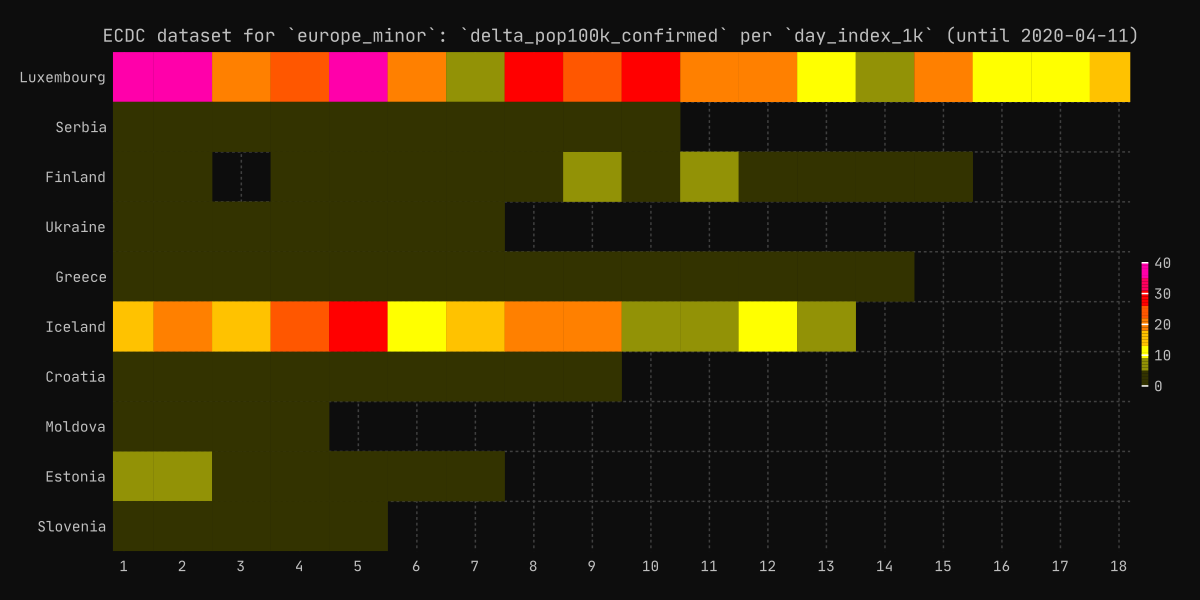 ECDC dataset for `europe_minor`: `delta_pop100k_confirmed` per `day_index_1k` (until 2020-04-11)
Luxembourg
Serbia
Finland
Ukraine
Greece
Iceland
Croatia
Moldova
Estonia
Slovenia
40
30
20
10
0
1 2 3 4 5 6 7 8 9 10 11 12 13 14 15 16 17 18